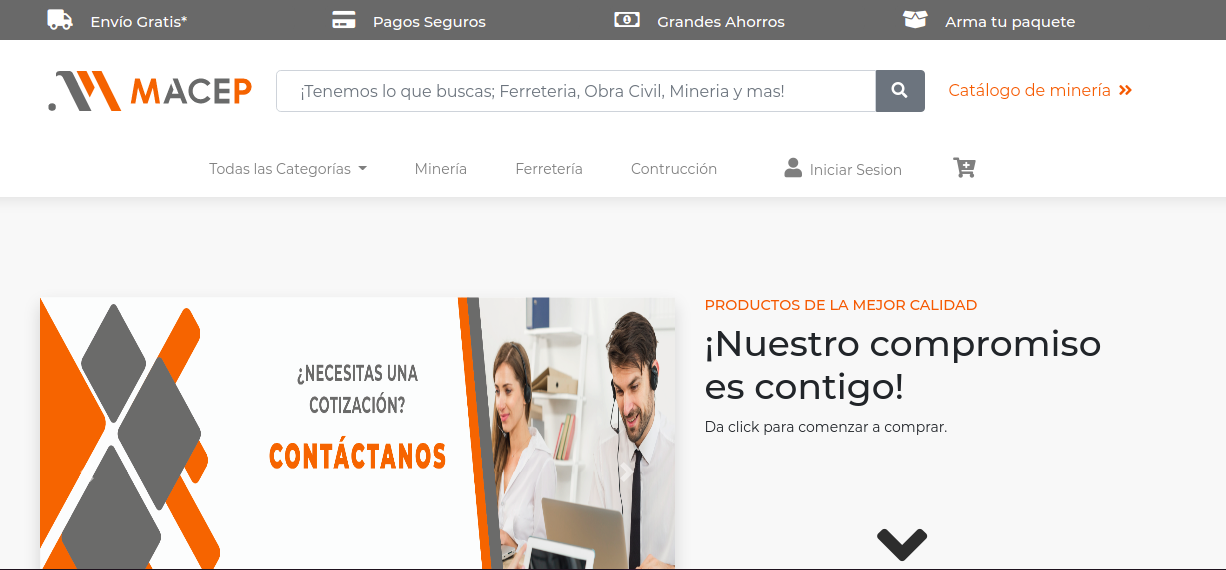 Envío Gratis*
Pagos Seguros
Grandes Ahorros
Arma tu paquete
MACEP
¡Tenemos lo que buscas; Ferreteria, Obra Civil, Mineria y mas!
Catálogo de minería
Todas las Categorías
Minería
Ferretería
Contrucción
Iniciar Sesion
¿NECESITAS UNA
COTIZACIÓN?
CONTÁCTANOS
PRODUCTOS DE LA MEJOR CALIDAD
¡Nuestro compromiso
es contigo!
Da click para comenzar a comprar.